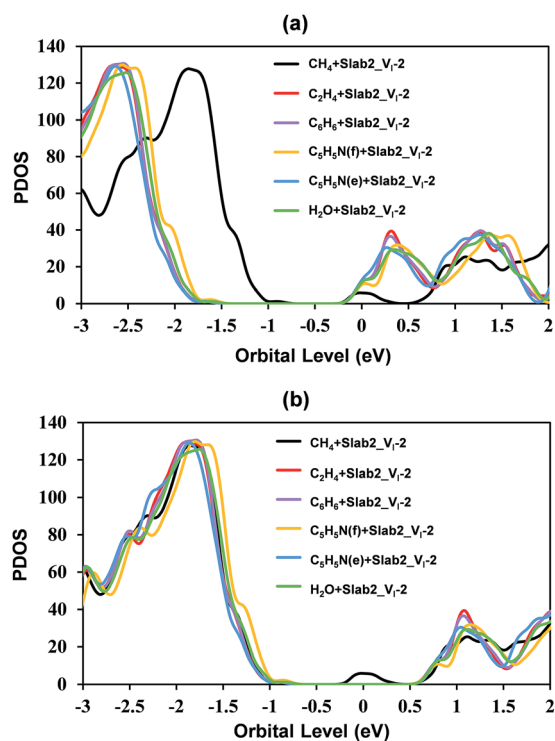 (a)
PDOS
140
120
100
80
60
40
20
0
CH₄+Slab2_Vᵢ-2
C₂H₄+Slab2_Vᵢ-2
C₆H₆+Slab2_Vᵢ-2
C₅H₅N(f)+Slab2_Vᵢ-2
C₅H₅N(e)+Slab2_Vᵢ-2
H₂O+Slab2_Vᵢ-2
-3 -2.5 -2 -1.5 -1 -0.5 0 0.5 1 1.5 2
Orbital Level (eV)
(b)
PDOS
140
120
100
80
60
40
20
0
CH₄+Slab2_Vᵢ-2
C₂H₄+Slab2_Vᵢ-2
C₆H₆+Slab2_Vᵢ-2
C₅H₅N(f)+Slab2_Vᵢ-2
C₅H₅N(e)+Slab2_Vᵢ-2
H₂O+Slab2_Vᵢ-2
-3 -2.5 -2 -1.5 -1 -0.5 0 0.5 1 1.5 2
Orbital Level (eV)